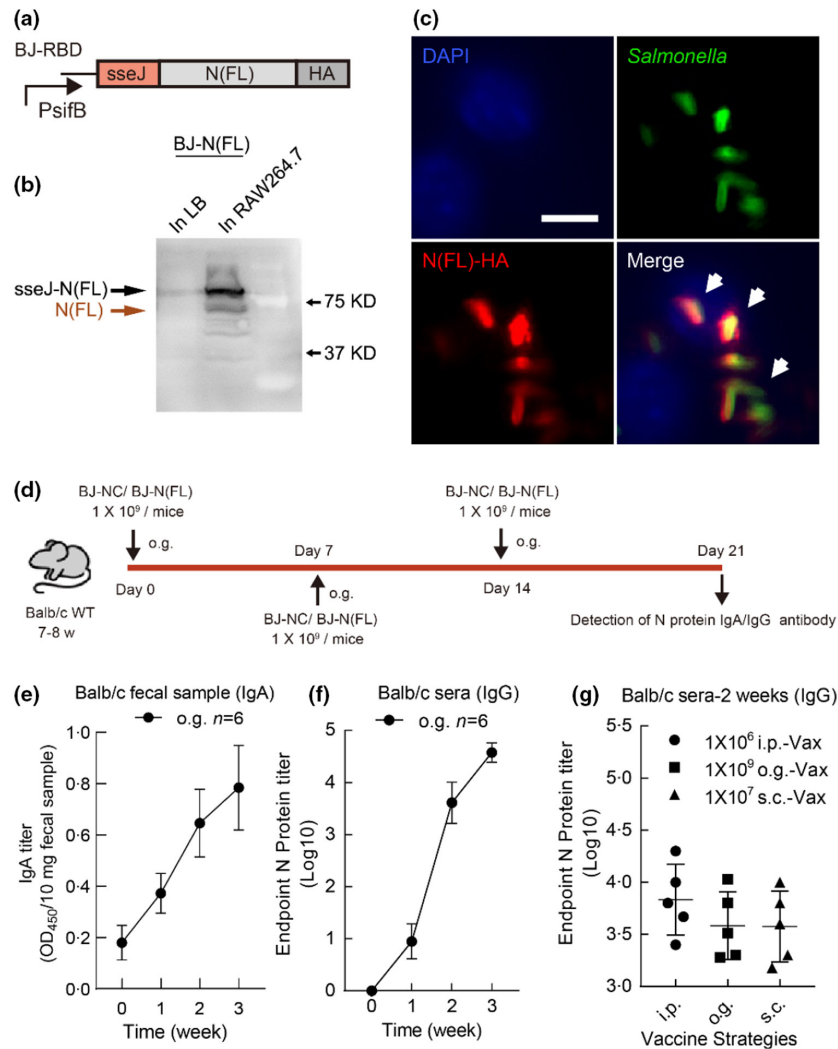 (a)
BJ-RBD
sseJ N(FL) HA
PsifB
(b)
BJ-N(FL)
In LB
In RAW264.7
sseJ-N(FL)
N(FL)
75 KD
37 KD
(c)
DAPI
Salmonella
N(FL)-HA
Merge
(d)
BJ-NC/ BJ-N(FL)
1 X 10⁹ / mice
o.g.
BJ-NC/ BJ-N(FL)
1 X 10⁹ / mice
o.g.
Day 7
Day 21
Day 0
o.g.
Day 14
Balb/c WT
7-8 w
BJ-NC/ BJ-N(FL)
1 X 10⁹ / mice
Detection of N protein IgA/IgG antibody
(e)
Balb/c fecal sample (IgA)
o.g. n=6
IgA titer
(OD₄₅₀/10 mg fecal sample)
1·0
0·8
0·6
0·4
0·2
0·0
0 1 2 3
Time (week)
(f)
Balb/c sera (IgG)
o.g. n=6
Endpoint N Protein titer
(Log10)
5
4
3
2
1
0
0 1 2 3
Time (week)
(g)
Balb/c sera-2 weeks (IgG)
1X10⁶ i.p.-Vax
1X10⁹ o.g.-Vax
1X10⁷ s.c.-Vax
Endpoint N Protein titer
(Log10)
5·5
5·0
4·5
4·0
3·5
3·0
i.p. o.g. s.c.
Vaccine Strategies